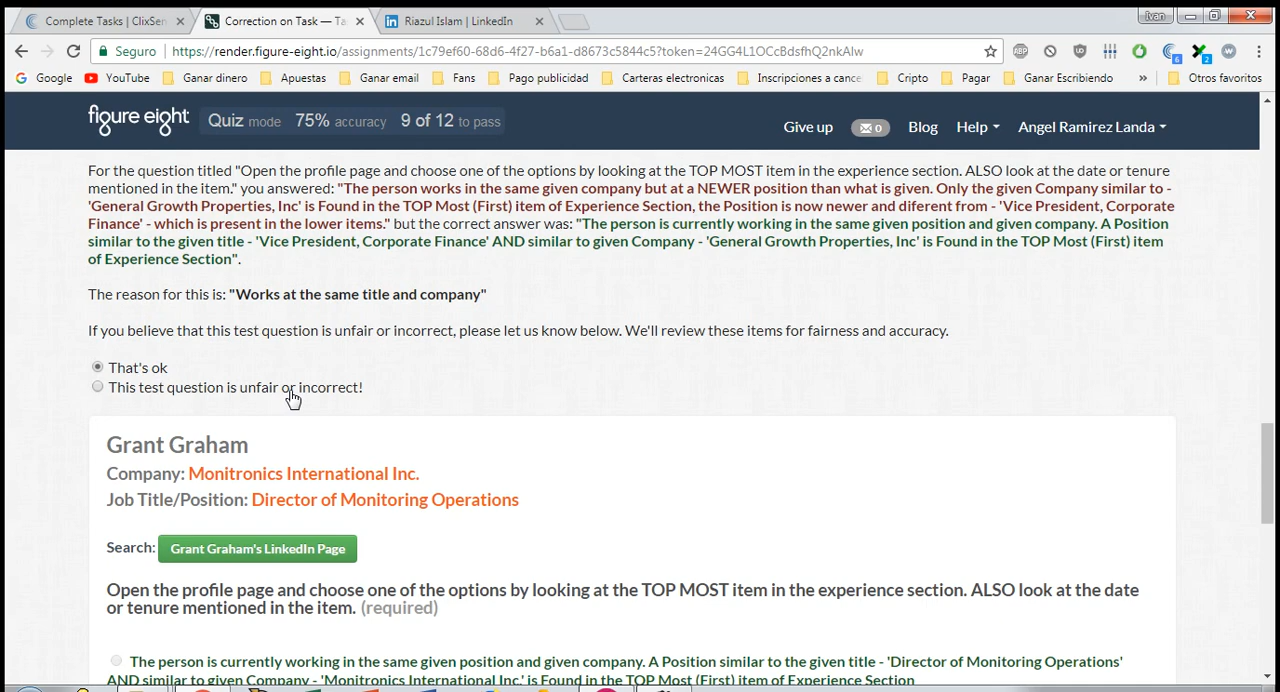 Complete Tasks | ClixSen
Correction on Task — Ta
Riazul Islam | LinkedIn
Ivan
Seguro
https://render.figure-eight.io/assignments/1c79ef60-68d6-4f27-b6a1-d8673c5844c5?token=24GG4L1OCcBdsfhQ2nkAlw
ABP
6
2
Google
YouTube
Ganar dinero
Apuestas
Ganar email
Fans
Pago publicidad
Carteras electronicas
Inscripciones a cance
Cripto
Pagar
Ganar Escribiendo
»
Otros favoritos
figure eight
Quiz mode 75% accuracy 9 of 12 to pass
Give up
0
Blog
Help
Angel Ramirez Landa
For the question titled "Open the profile page and choose one of the options by looking at the TOP MOST item in the experience section. ALSO look at the date or tenure
mentioned in the item." you answered: "The person works in the same given company but at a NEWER position than what is given. Only the given Company similar to -
'General Growth Properties, Inc' is Found in the TOP Most (First) item of Experience Section, the Position is now newer and diferent from - 'Vice President, Corporate
Finance' - which is present in the lower items." but the correct answer was: "The person is currently working in the same given position and given company. A Position
similar to the given title - 'Vice President, Corporate Finance' AND similar to given Company - 'General Growth Properties, Inc' is Found in the TOP Most (First) item
of Experience Section".
The reason for this is: "Works at the same title and company"
If you believe that this test question is unfair or incorrect, please let us know below. We'll review these items for fairness and accuracy.
That's ok
This test question is unfair or incorrect!
Grant Graham
Company: Monitronics International Inc.
Job Title/Position: Director of Monitoring Operations
Search: Grant Graham's LinkedIn Page
Open the profile page and choose one of the options by looking at the TOP MOST item in the experience section. ALSO look at the date
or tenure mentioned in the item. (required)
The person is currently working in the same given position and given company. A Position similar to the given title - 'Director of Monitoring Operations'
AND similar to given Company - 'Monitronics International Inc.' is Found in the TOP Most (First) item of Experience Section